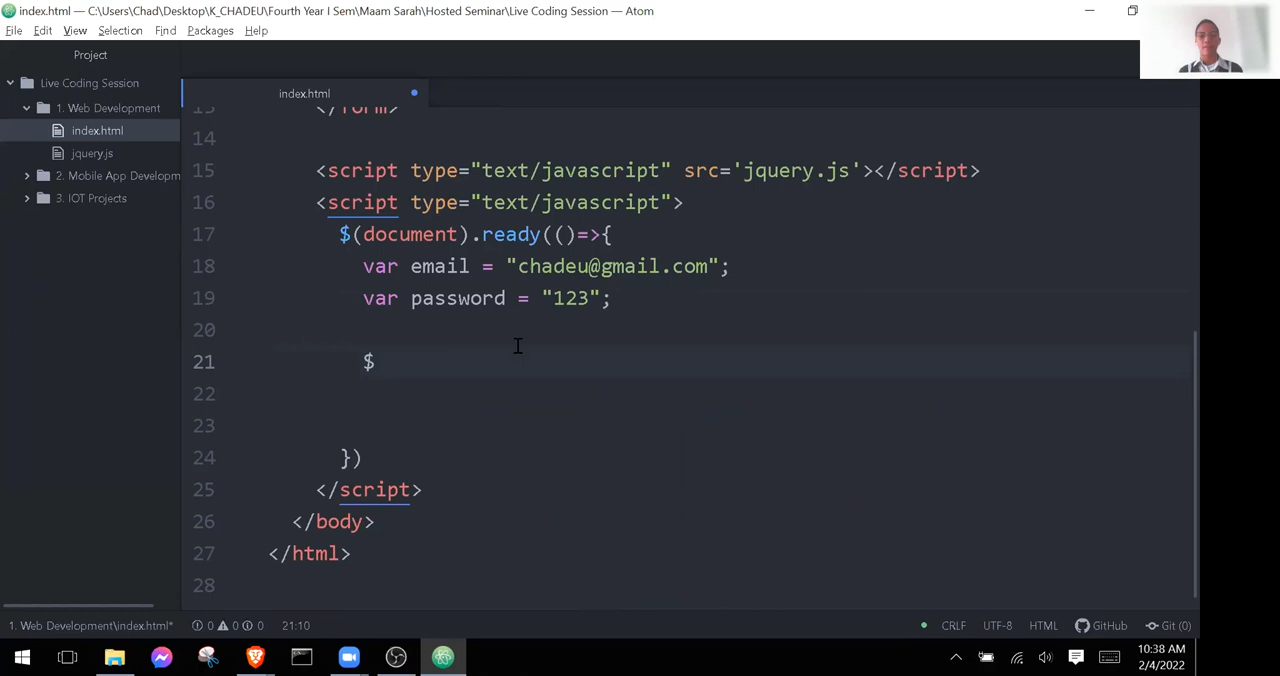 index.html — C:\Users\Chad\Desktop\K_CHADEU\Fourth Year I Sem\Maam Sarah\Hosted Seminar\Live Coding Session — Atom
File Edit View Selection Find Packages Help
Project
Live Coding Session
1. Web Development
index.html
jquery.js
2. Mobile App Developm
3. IOT Projects
index.html
13 </form>
14
15 <script type="text/javascript" src='jquery.js'></script>
16 <script type="text/javascript">
17 $(document).ready(()=>{
18 var email = "chadeu@gmail.com";
19 var password = "123";
20
21 $
22
23
24 })
25 </script>
26 </body>
27 </html>
28
1. Web Development\index.html* 0 0 0 21:10 CRLF UTF-8 HTML GitHub Git (0)
10:38 AM
2/4/2022